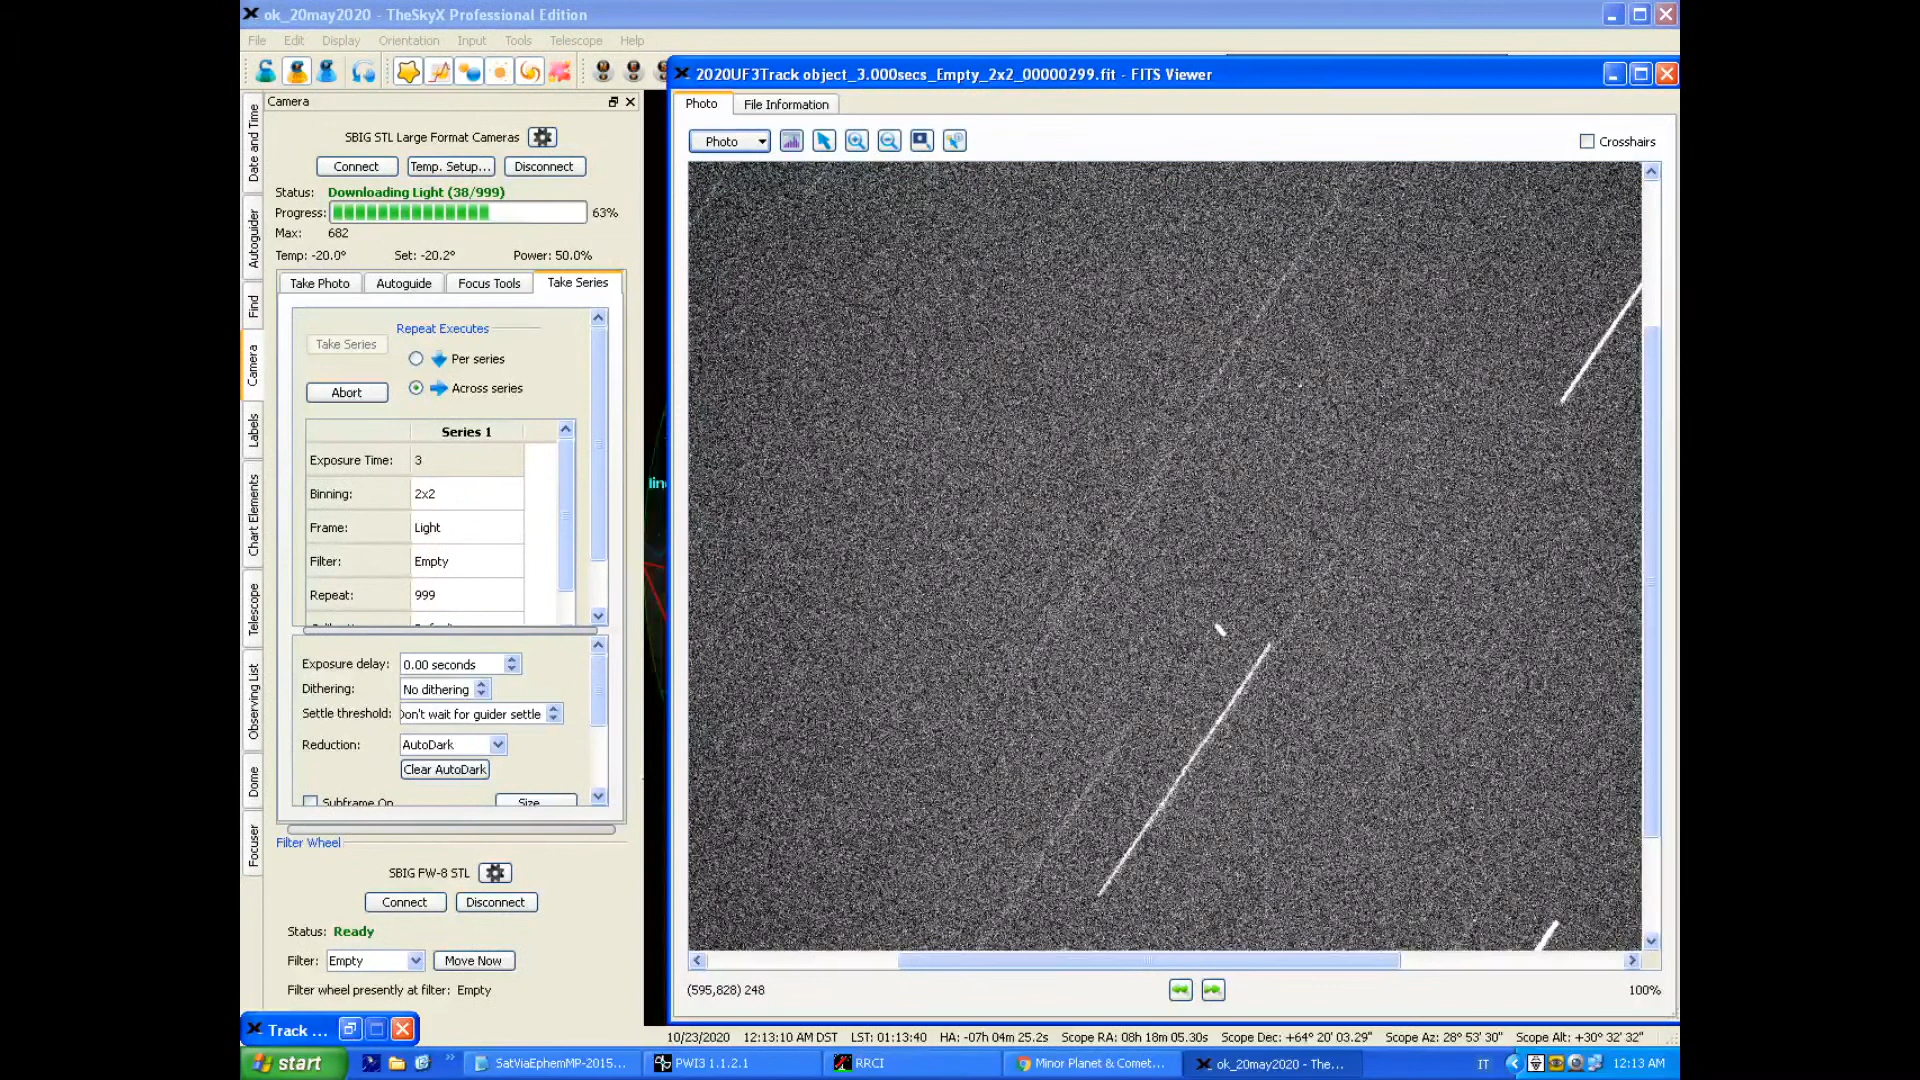 ok_20may2020 - TheSkyX Professional Edition
File Edit Display Orientation Input Tools Telescope Help
2020UF3Track object_3.000secs_Empty_2x2_00000299.fit - FITS Viewer
Photo File Information
Photo
Crosshairs
Date and Time
Autoguider
Find
Camera
Labels
Chart Elements
Telescope
Observing List
Dome
Focuser
Camera
SBIG STL Large Format Cameras
Connect Temp. Setup... Disconnect
Status: Downloading Light (38/999)
Progress: 63%
Max: 682
Temp: -20.0° Set: -20.2° Power: 50.0%
Take Photo Autoguide Focus Tools Take Series
Repeat Executes
Take Series
Per series
Abort
Across series
Series 1
Exposure Time: 3
Binning: 2x2
Frame: Light
Filter: Empty
Repeat: 999
Exposure delay: 0.00 seconds
Dithering: No dithering
Settle threshold: Don't wait for guider settle
Reduction: AutoDark
Clear AutoDark
Subframe On Size
Filter Wheel
SBIG FW-8 STL
Connect Disconnect
Status: Ready
Filter: Empty Move Now
Filter wheel presently at filter: Empty
(595,828) 248
100%
Track ...
10/23/2020 12:13:10 AM DST LST: 01:13:40 HA: -07h 04m 25.2s Scope RA: 08h 18m 05.30s Scope Dec: +64° 20' 03.29" Scope Az: 28° 53' 30" Scope Alt: +30° 32' 32"
start
SatViaEphemMP-2015... PWI3 1.1.2.1 RRCI Minor Planet & Comet... ok_20may2020 - The...
IT
12:13 AM